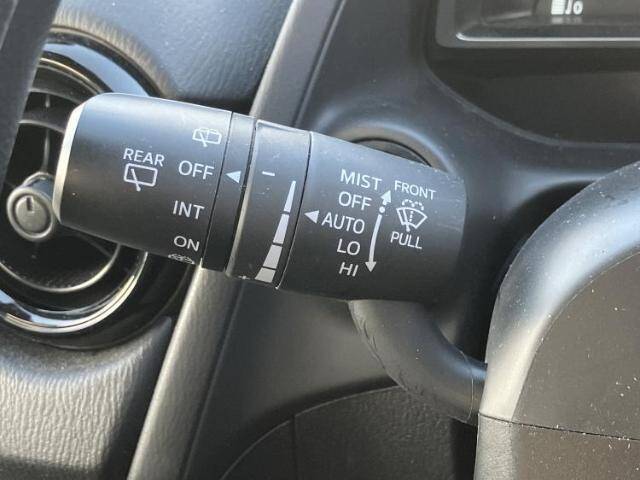 REAR
OFF
INT
ON
MIST
OFF
AUTO
LO
HI
FRONT
PULL